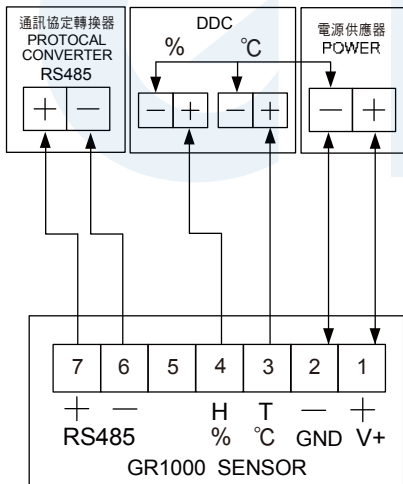 通訊協定轉換器
PROTOCAL
CONVERTER
RS485
+ −
DDC
% ℃
− + − +
電源供應器
POWER
− +
7 6 5 4 3 2 1
+ − H T − +
RS485 % ℃ GND V+
GR1000 SENSOR